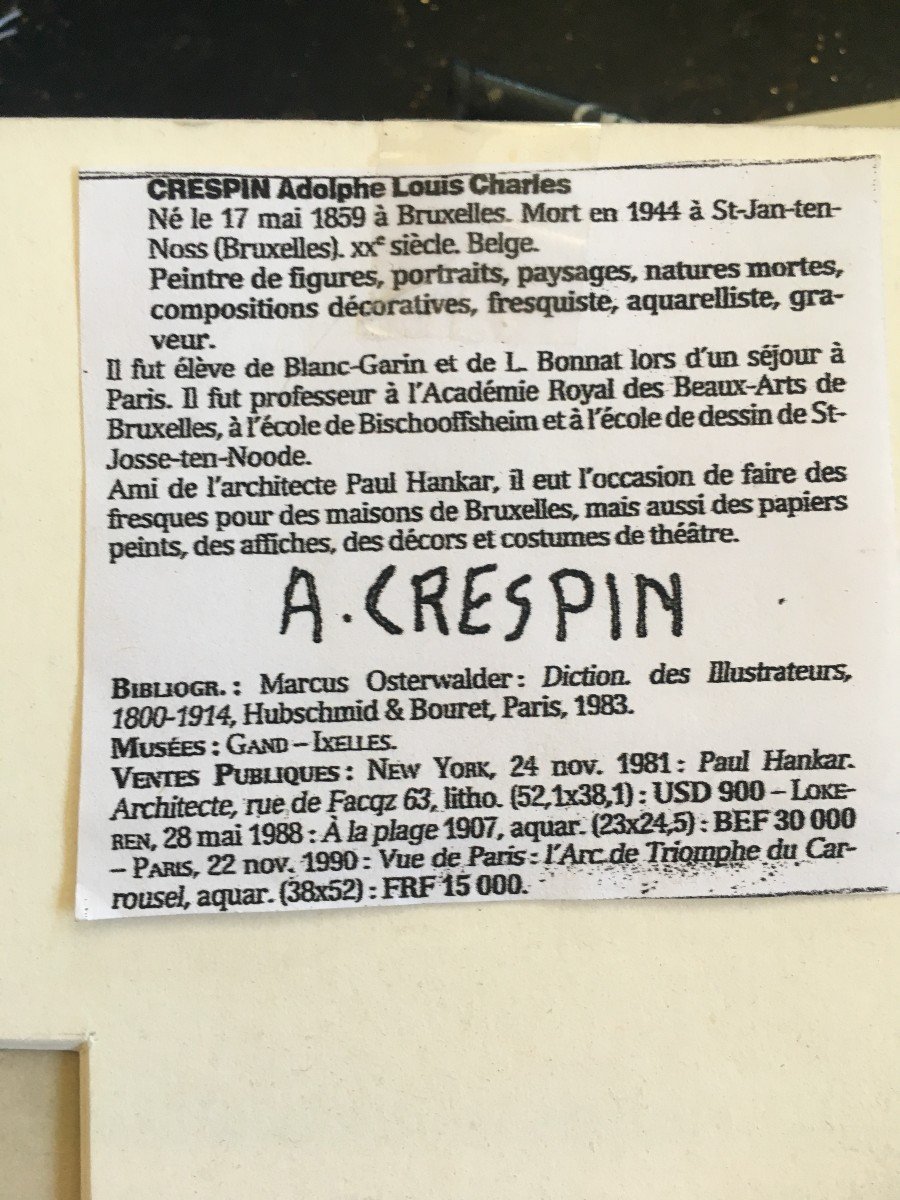 CRESPIN Adolphe Louis Charles
Né le 17 mai 1859 à Bruxelles. Mort en 1944 à St-Jan-ten-
Noss (Bruxelles). XXe siècle. Belge.
Peintre de figures, portraits, paysages, natures mortes,
compositions décoratives, fresquiste, aquarelliste, gra-
veur.
Il fut élève de Blanc-Garin et de L. Bonnat lors d'un séjour à
Paris. Il fut professeur à l'Académie Royal des Beaux-Arts de
Bruxelles, à l'école de Bischooffsheim et à l'école de dessin de St-
Josse-ten-Noode.
Ami de l'architecte Paul Hankar, il eut l'occasion de faire des
fresques pour des maisons de Bruxelles, mais aussi des papiers
peints, des affiches, des décors et costumes de théâtre.
A. CRESPIN
BIBLIOGR. : Marcus Osterwalder : Diction. des Illustrateurs,
1800-1914, Hubschmid & Bouret, Paris, 1983.
MUSÉES : GAND – IXELLES.
VENTES PUBLIQUES : NEW YORK, 24 nov. 1981 : Paul Hankar.
Architecte, rue de Facqz 63, litho. (52,1x38,1) : USD 900 – LOKE-
REN, 28 mai 1988 : À la plage 1907, aquar. (23x24,5) : BEF 30 000
– PARIS, 22 nov. 1990 : Vue de Paris : l'Arc de Triomphe du Car-
rousel, aquar. (38x52) : FRF 15 000.